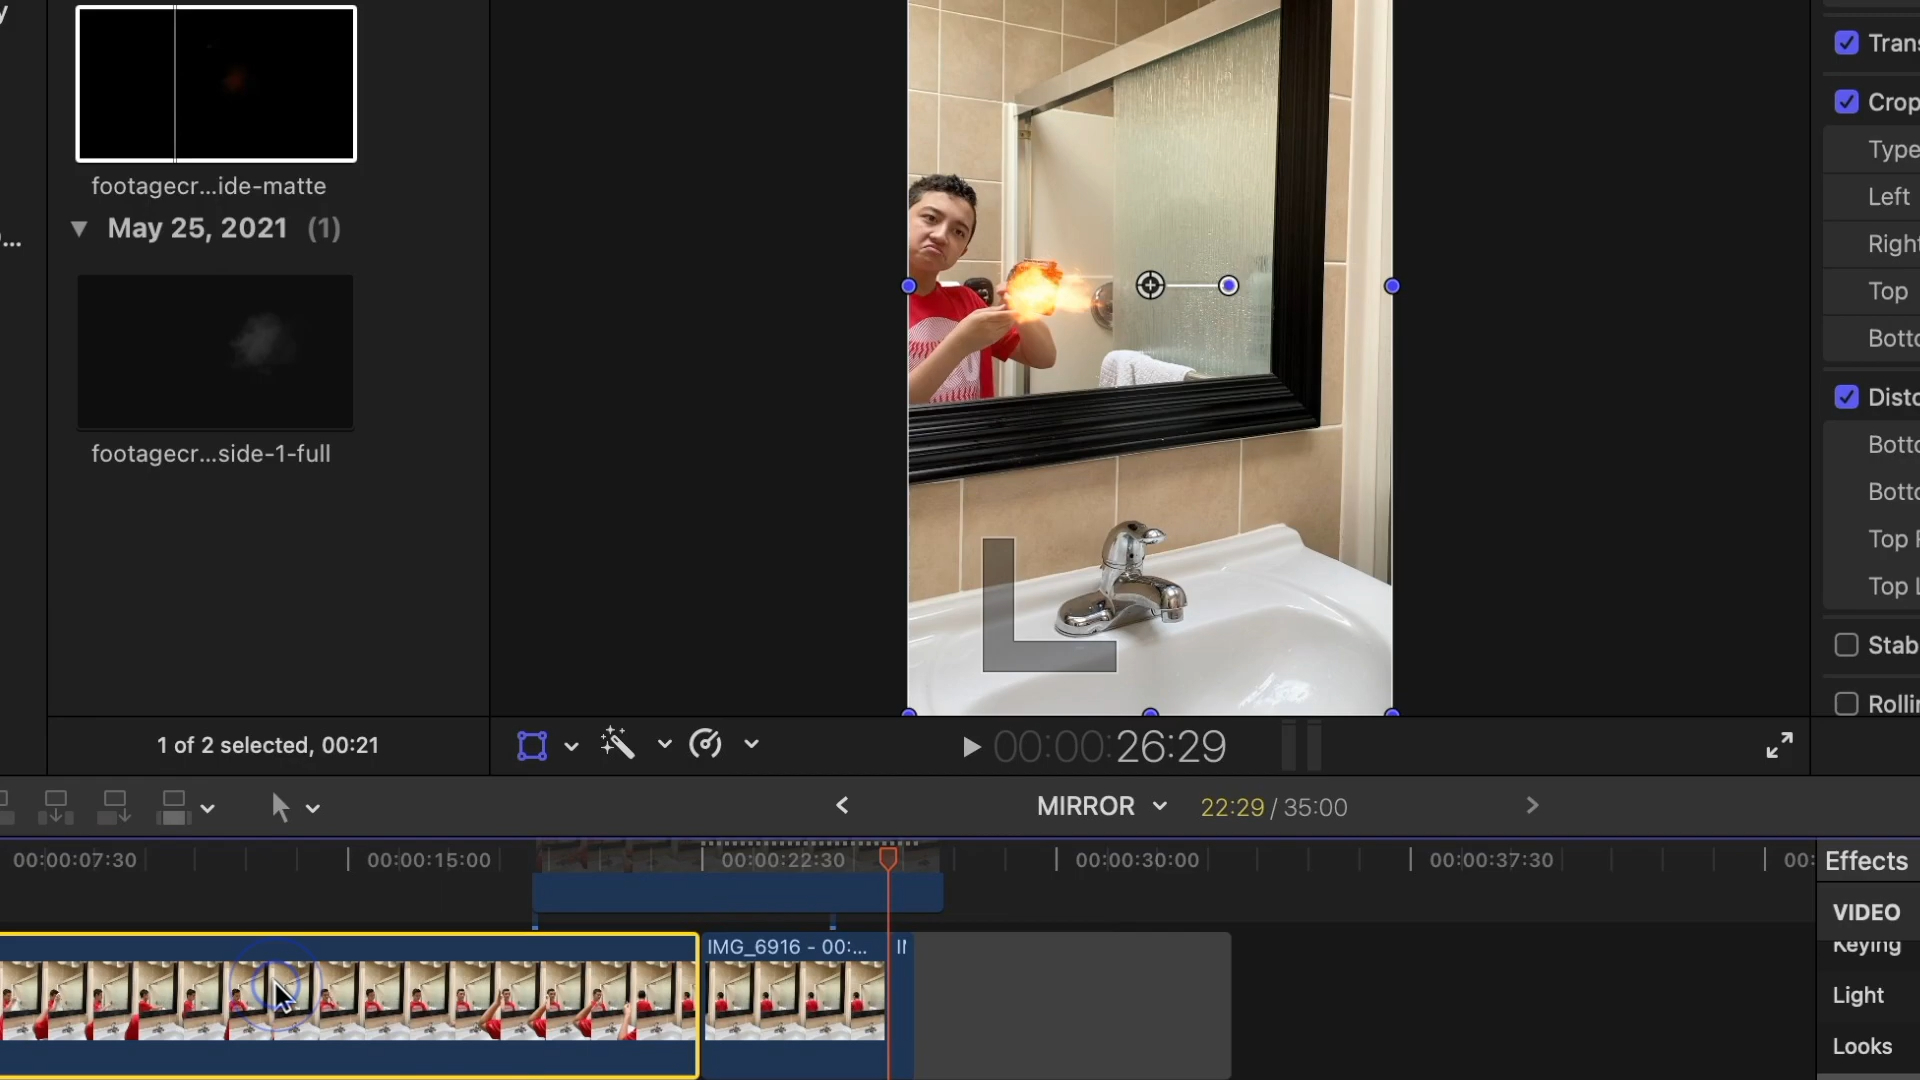 footagecr...ide-matte
May 25, 2021 (1)
footagecr...side-1-full
1 of 2 selected, 00:21
Trans
Crop
Type
Left
Right
Top
Botto
Disto
Botto
Botto
Top R
Top L
Stab
Rollin
L
00:00:26:29
MIRROR
22:29 / 35:00
00:00:07:30
00:00:15:00
00:00:22:30
00:00:30:00
00:00:37:30
00:
IMG_6916 - 00:...
Effects
VIDEO
Keying
Light
Looks